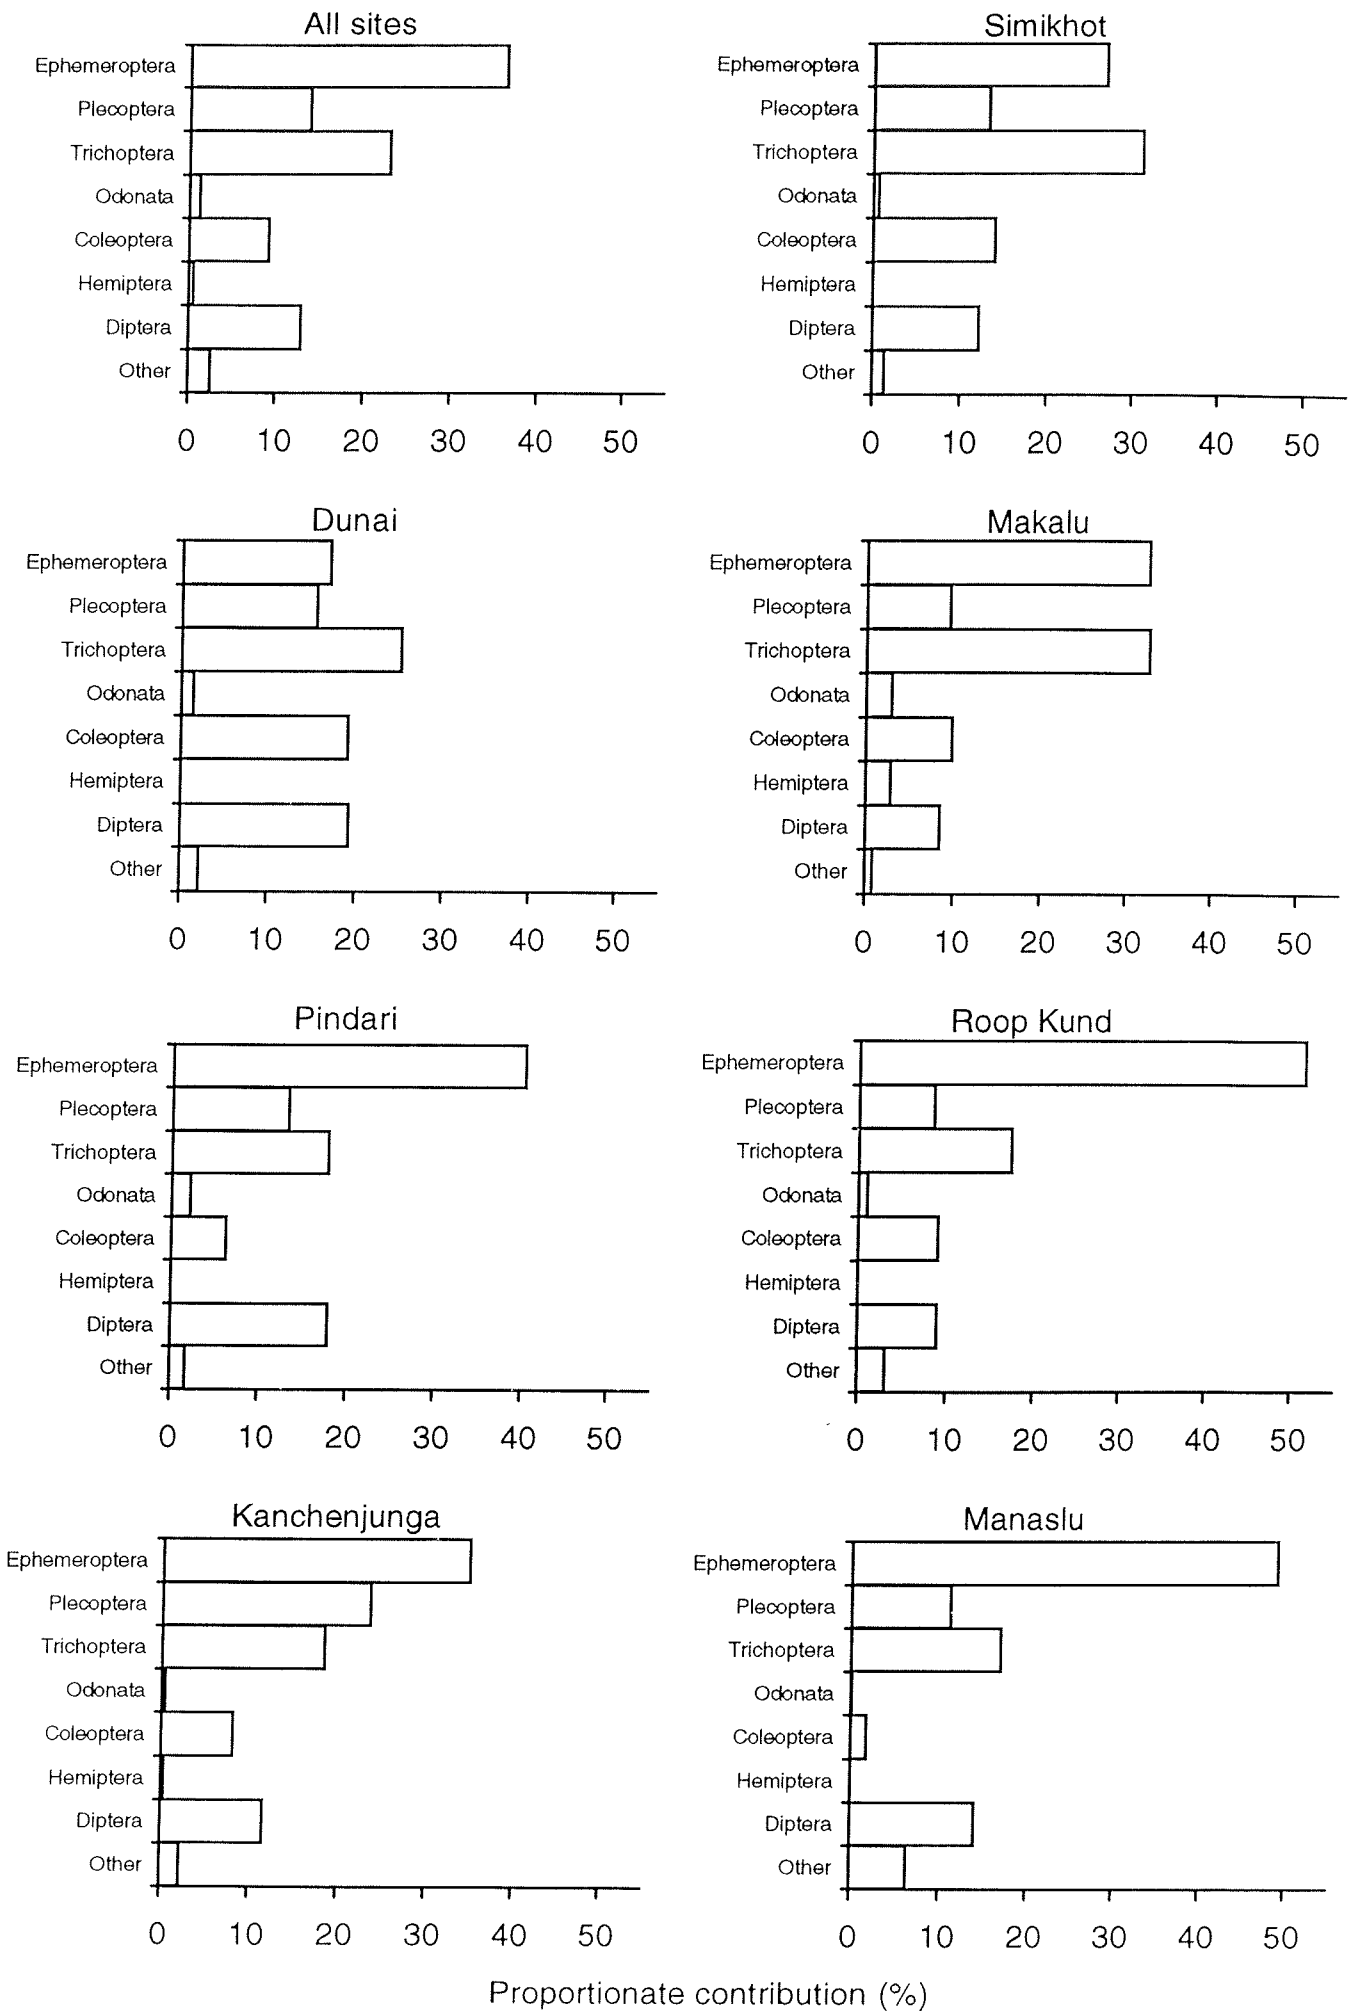 All sites
Ephemeroptera
Plecoptera
Trichoptera
Odonata
Coleoptera
Hemiptera
Diptera
Other
0 10 20 30 40 50
Simikhot
Ephemeroptera
Plecoptera
Trichoptera
Odonata
Coleoptera
Hemiptera
Diptera
Other
0 10 20 30 40 50
Dunai
Ephemeroptera
Plecoptera
Trichoptera
Odonata
Coleoptera
Hemiptera
Diptera
Other
0 10 20 30 40 50
Makalu
Ephemeroptera
Plecoptera
Trichoptera
Odonata
Coleoptera
Hemiptera
Diptera
Other
0 10 20 30 40 50
Pindari
Ephemeroptera
Plecoptera
Trichoptera
Odonata
Coleoptera
Hemiptera
Diptera
Other
0 10 20 30 40 50
Roop Kund
Ephemeroptera
Plecoptera
Trichoptera
Odonata
Coleoptera
Hemiptera
Diptera
Other
0 10 20 30 40 50
Kanchenjunga
Ephemeroptera
Plecoptera
Trichoptera
Odonata
Coleoptera
Hemiptera
Diptera
Other
0 10 20 30 40 50
Manaslu
Ephemeroptera
Plecoptera
Trichoptera
Odonata
Coleoptera
Hemiptera
Diptera
Other
0 10 20 30 40 50
Proportionate contribution (%)